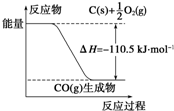 反应物
C(s)+1/2O₂(g)
能量
ΔH=-110.5 kJ·mol⁻¹
CO(g)生成物
反应过程